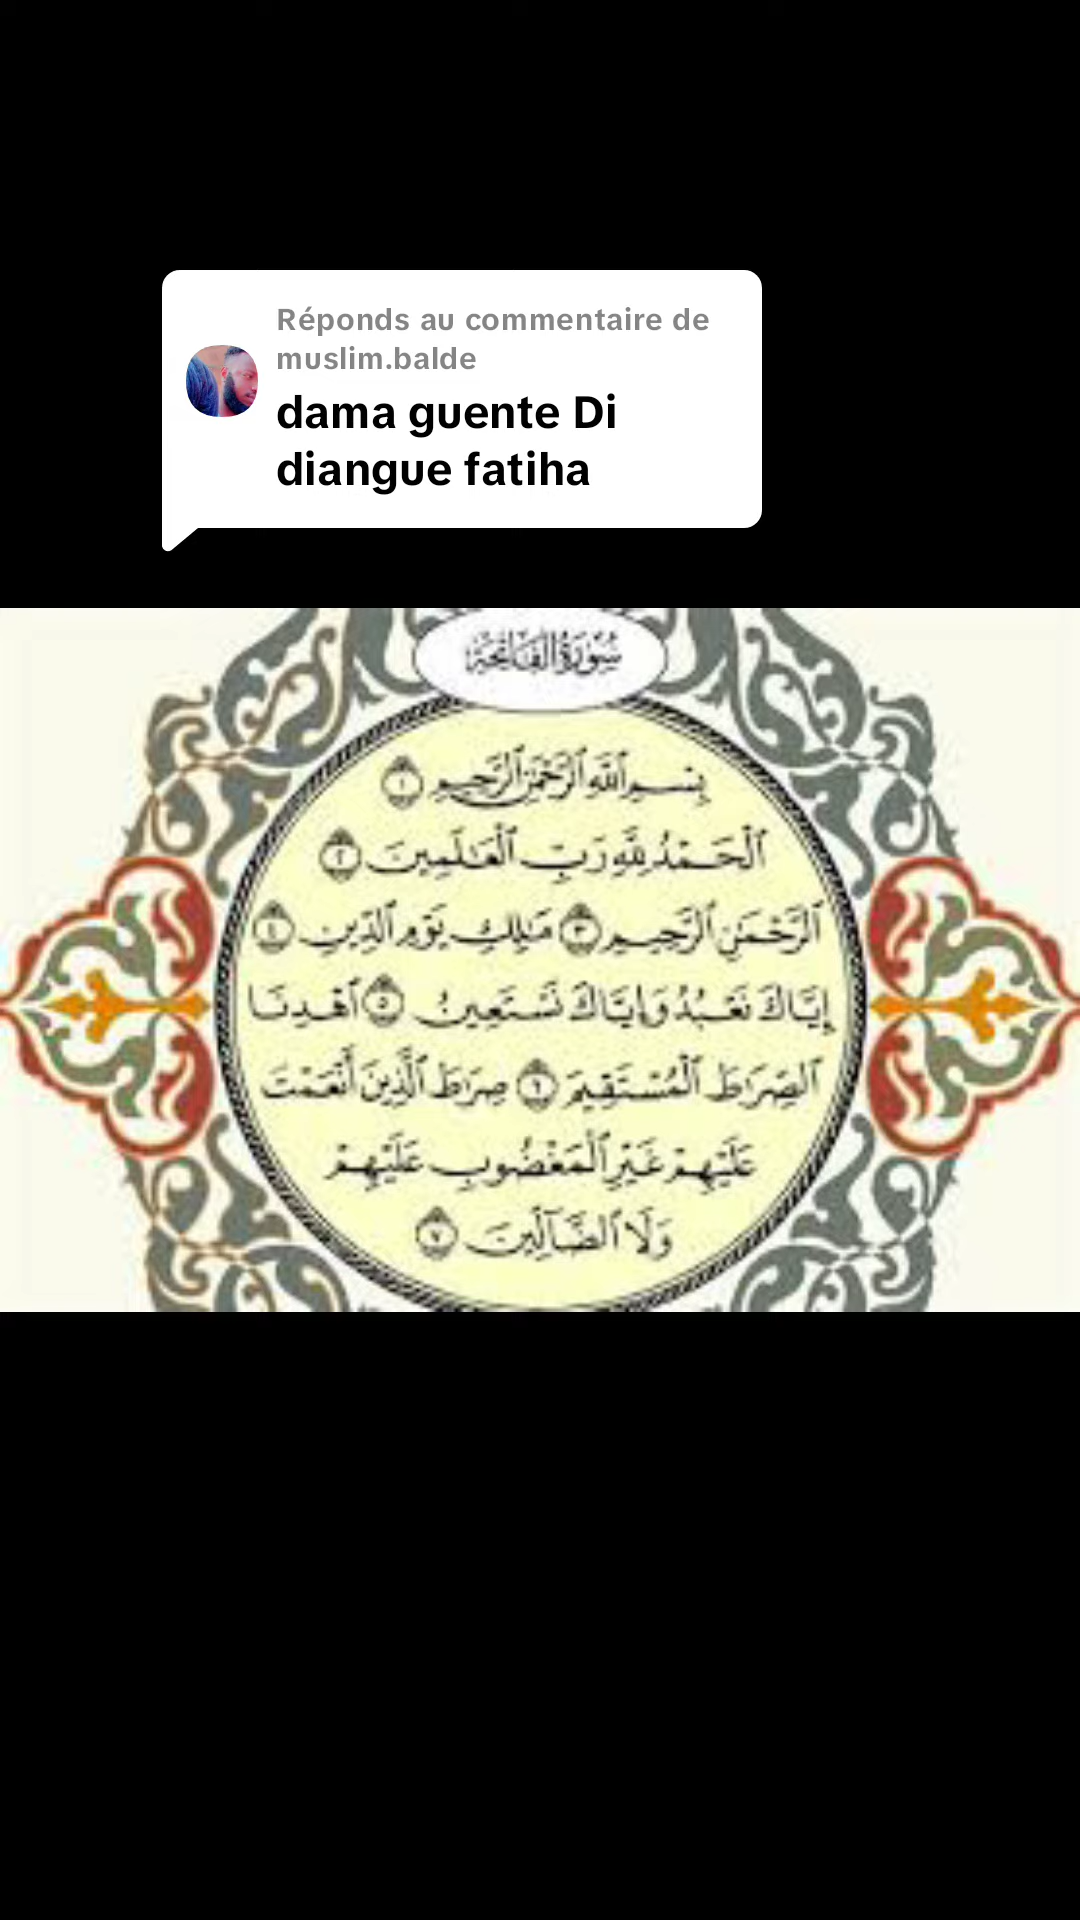 Réponds au commentaire de
muslim.balde
dama guente Di
diangue fatiha
سُورَةُ الفَاتِحَةِ
بِسْمِ ٱللَّهِ ٱلرَّحْمَٰنِ ٱلرَّحِيمِ ١
ٱلْحَمْدُ لِلَّهِ رَبِّ ٱلْعَٰلَمِينَ ٢
ٱلرَّحْمَٰنِ ٱلرَّحِيمِ ٣ مَٰلِكِ يَوْمِ ٱلدِّينِ ٤
إِيَّاكَ نَعْبُدُ وَإِيَّاكَ نَسْتَعِينُ ٥ ٱهْدِنَا
ٱلصِّرَٰطَ ٱلْمُسْتَقِيمَ ٦ صِرَٰطَ ٱلَّذِينَ أَنْعَمْتَ
عَلَيْهِمْ غَيْرِ ٱلْمَغْضُوبِ عَلَيْهِمْ
وَلَا ٱلضَّآلِّينَ ٧